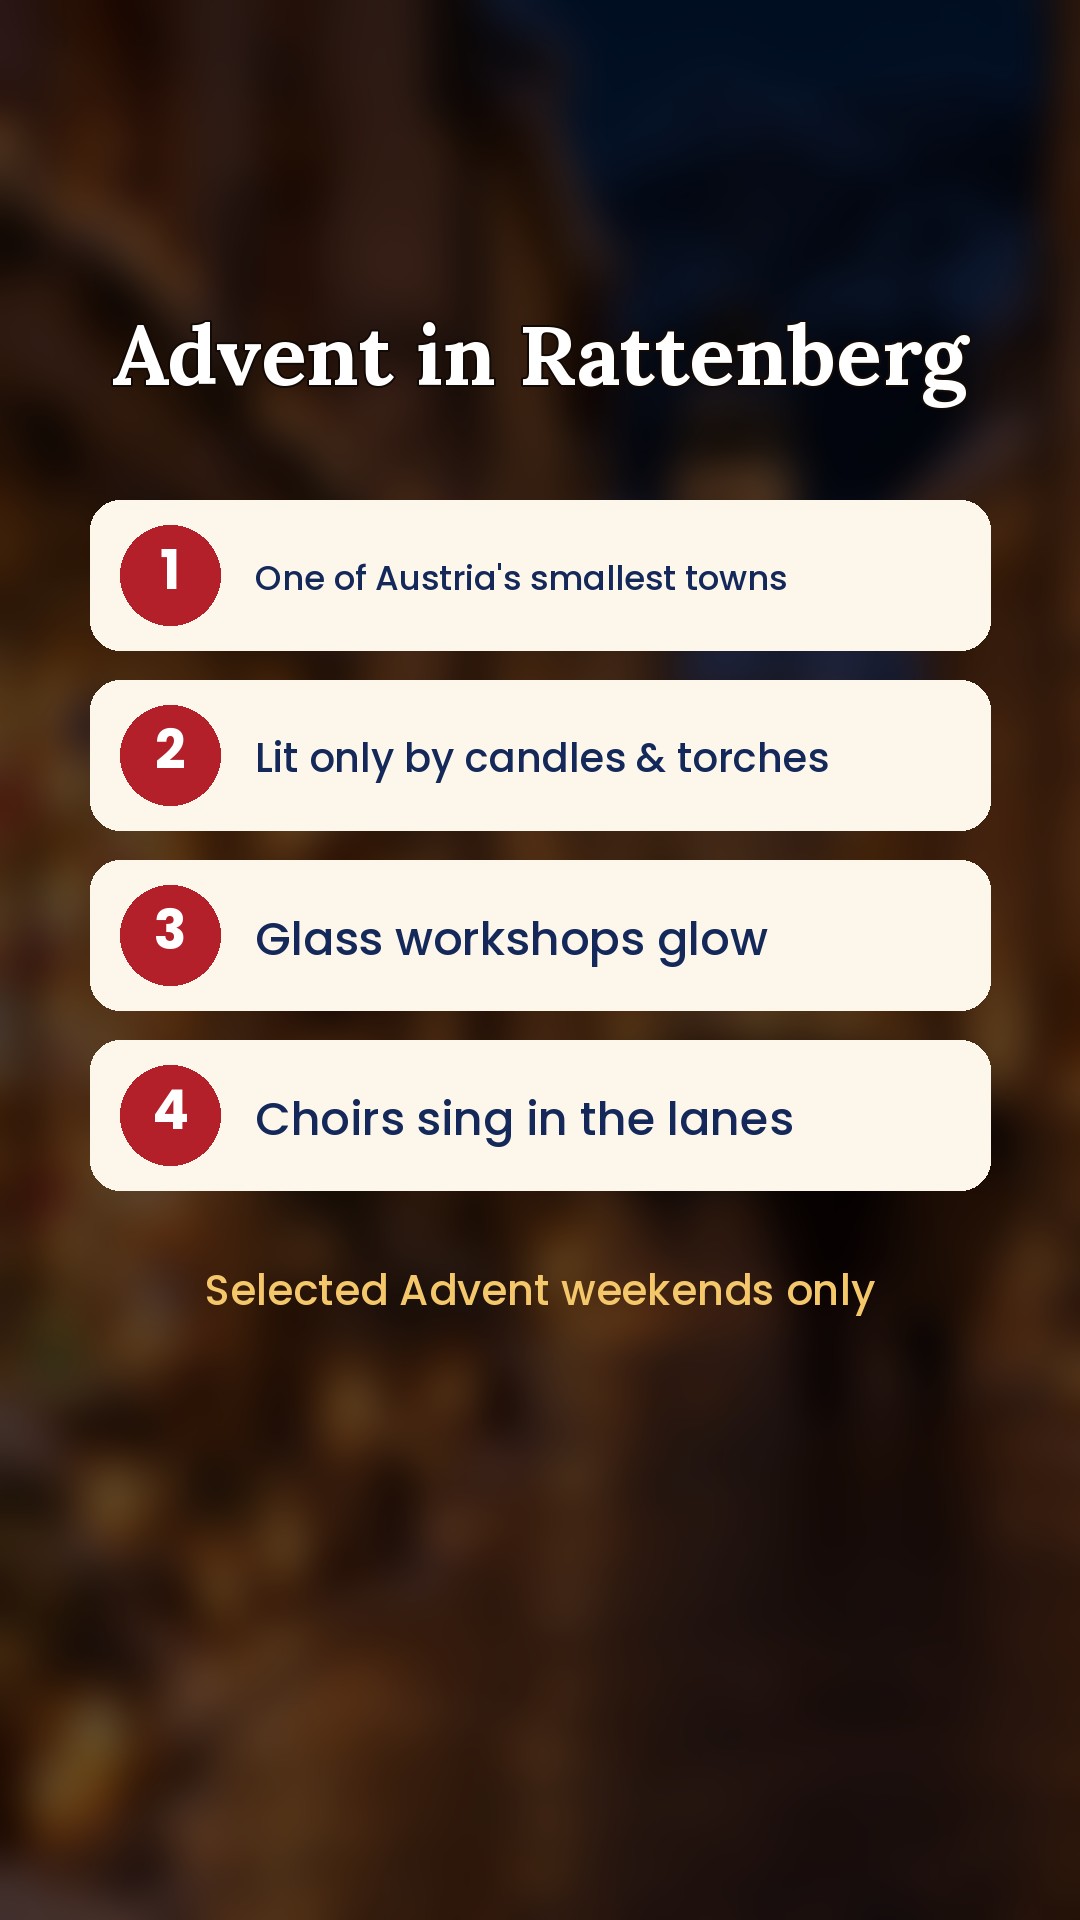 Advent in Rattenberg
1 One of Austria's smallest towns
2 Lit only by candles & torches
3 Glass workshops glow
4 Choirs sing in the lanes
Selected Advent weekends only